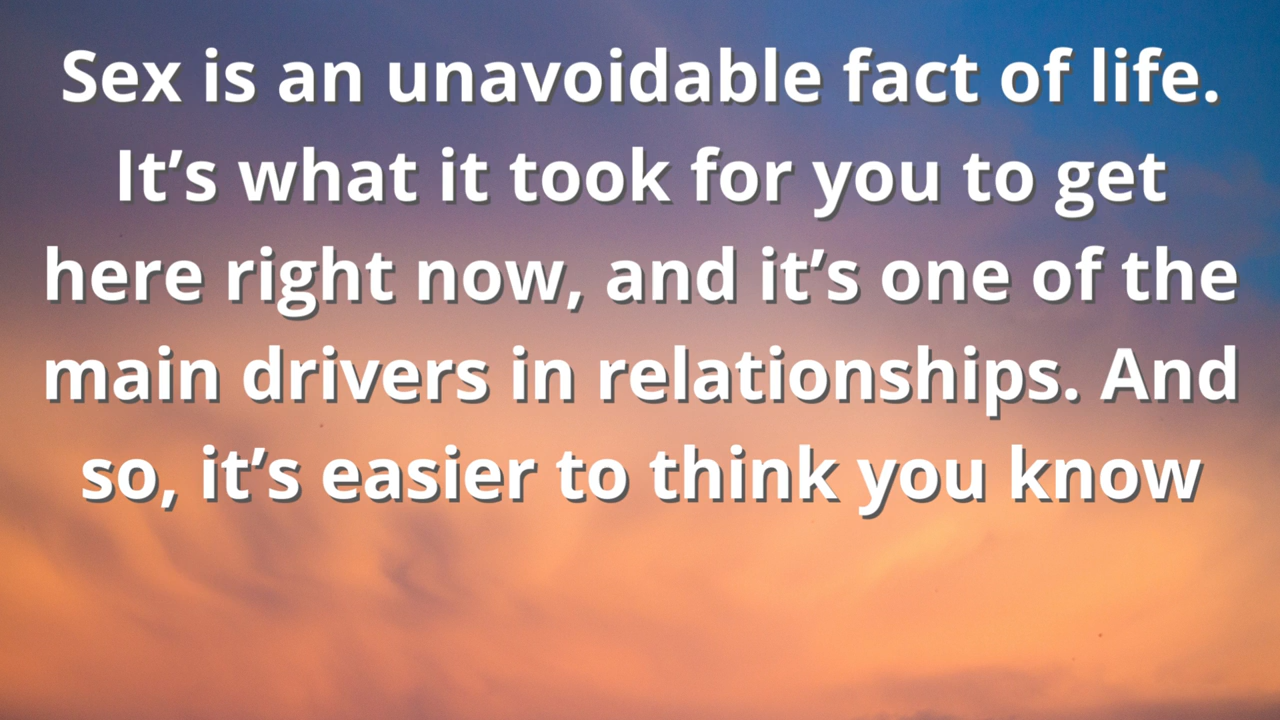 Sex is an unavoidable fact of life.
It’s what it took for you to get
here right now, and it’s one of the
main drivers in relationships. And
so, it’s easier to think you know